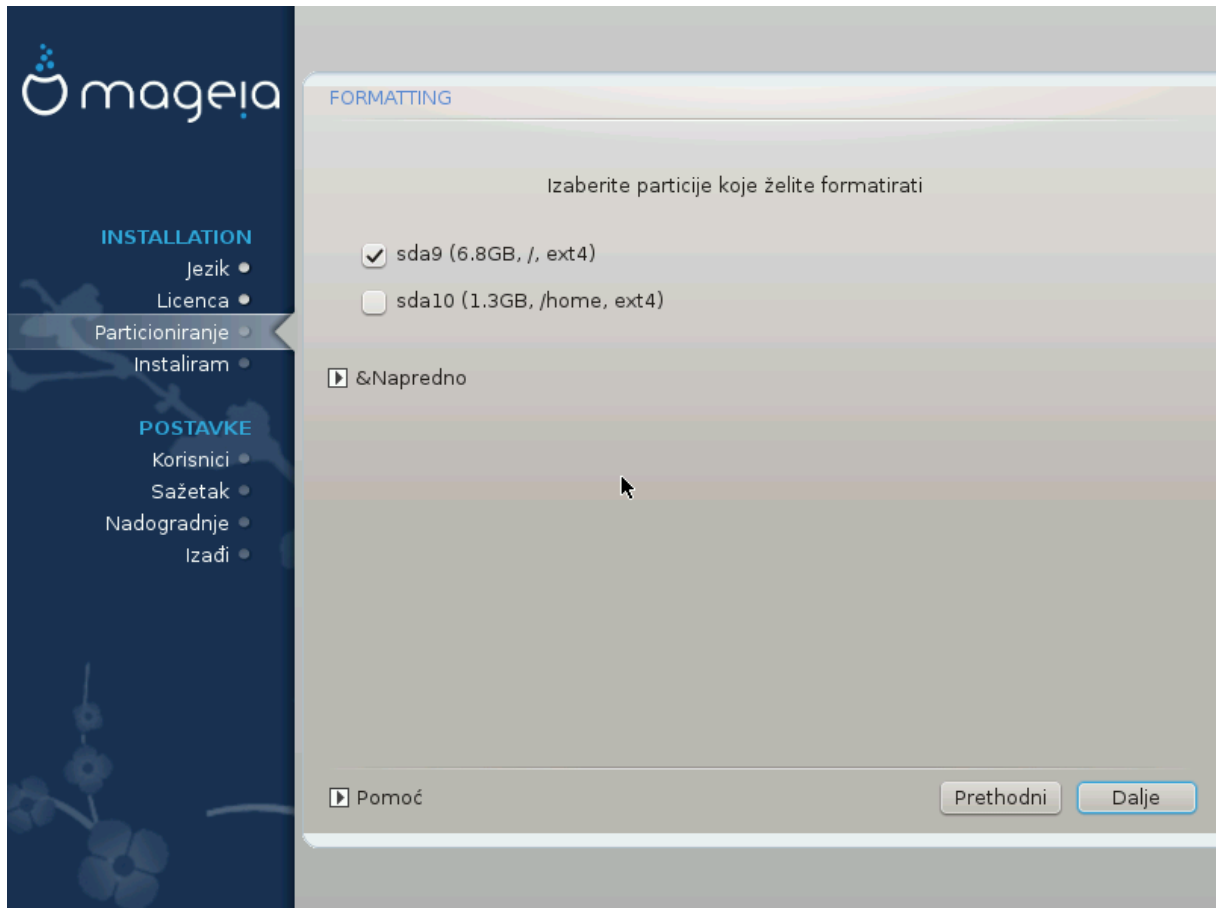 mageia
INSTALLATION
Jezik
Licenca
Particioniranje
Instaliram
POSTAVKE
Korisnici
Sažetak
Nadogradnje
Izađi
FORMATTING
Izaberite particije koje želite formatirati
sda9 (6.8GB, /, ext4)
sda10 (1.3GB, /home, ext4)
&Napredno
Pomoć
Prethodni
Dalje